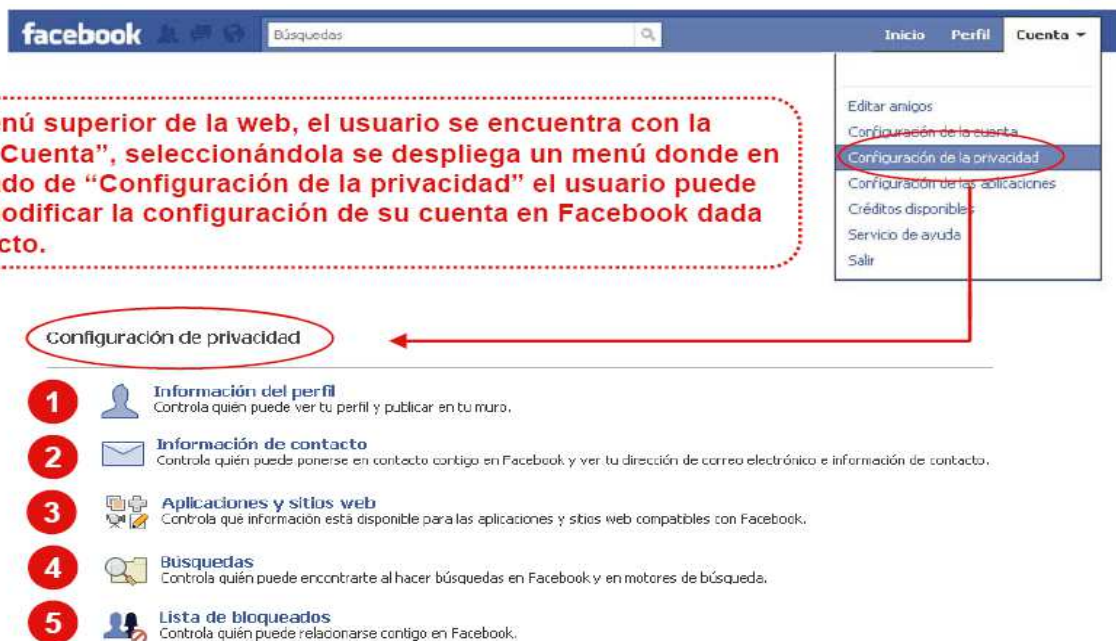 facebook Búsquedas Inicio Perfil Cuenta
Editar amigos
Configuración de la cuenta
Configuración de la privacidad
Configuración de las aplicaciones
Créditos disponibles
Servicio de ayuda
Salir
nú superior de la web, el usuario se encuentra con la
Cuenta”, seleccionándola se despliega un menú donde en
do de “Configuración de la privacidad” el usuario puede
odificar la configuración de su cuenta en Facebook dada
cto.
Configuración de privacidad
1 Información del perfil
Controla quién puede ver tu perfil y publicar en tu muro.
2 Información de contacto
Controla quién puede ponerse en contacto contigo en Facebook y ver tu dirección de correo electrónico e información de contacto.
3 Aplicaciones y sitios web
Controla qué información está disponible para las aplicaciones y sitios web compatibles con Facebook.
4 Búsquedas
Controla quién puede encontrarte al hacer búsquedas en Facebook y en motores de búsqueda.
5 Lista de bloqueados
Controla quién puede relacionarse contigo en Facebook.